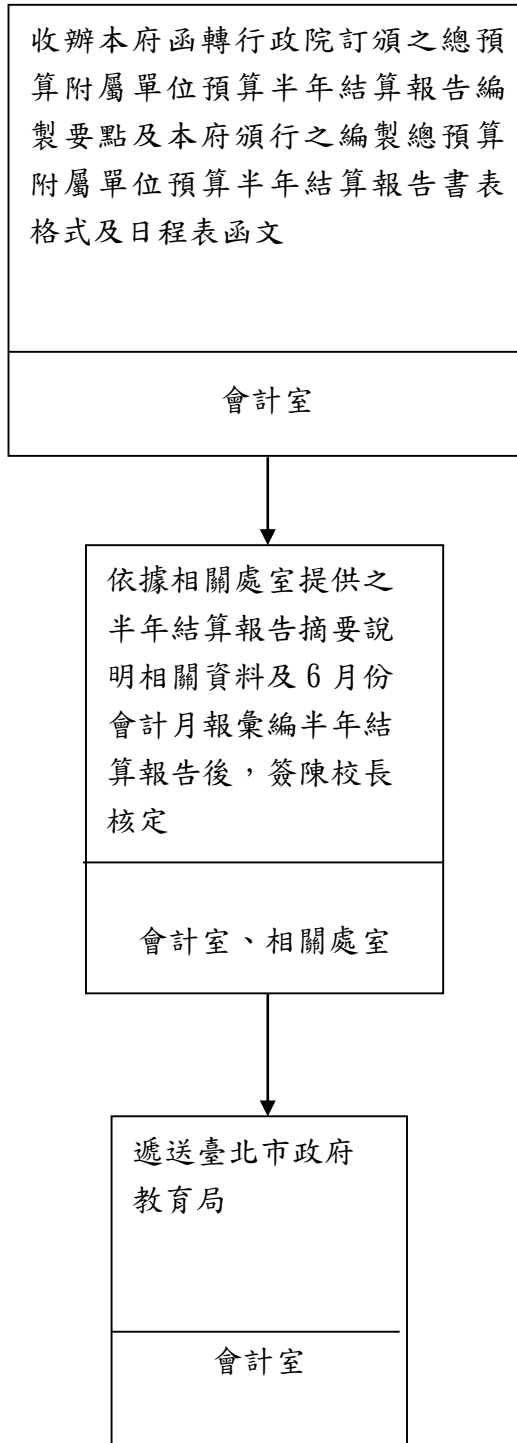 收辦本府函轉行政院訂頒之總預
算附屬單位預算半年結算報告編
製要點及本府頒行之編製總預算
附屬單位預算半年結算報告書表
格式及日程表函文
會計室
依據相關處室提供之
半年結算報告摘要說
明相關資料及 6 月份
會計月報彙編半年結
算報告後，簽陳校長
核定
會計室、相關處室
遞送臺北市政府
教育局
會計室